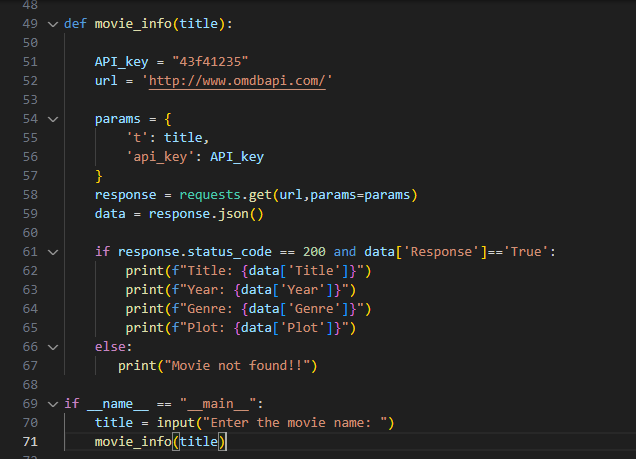 48
49 def movie_info(title):
50
51     API_key = "43f41235"
52     url = 'http://www.omdbapi.com/'
53
54     params = {
55         't': title,
56         'api_key': API_key
57     }
58     response = requests.get(url,params=params)
59     data = response.json()
60
61     if response.status_code == 200 and data['Response']=='True':
62         print(f"Title: {data['Title']}")
63         print(f"Year: {data['Year']}")
64         print(f"Genre: {data['Genre']}")
65         print(f"Plot: {data['Plot']}")
66     else:
67        print("Movie not found!!")
68
69 if __name__ == "__main__":
70     title = input("Enter the movie name: ")
71     movie_info(title)
72